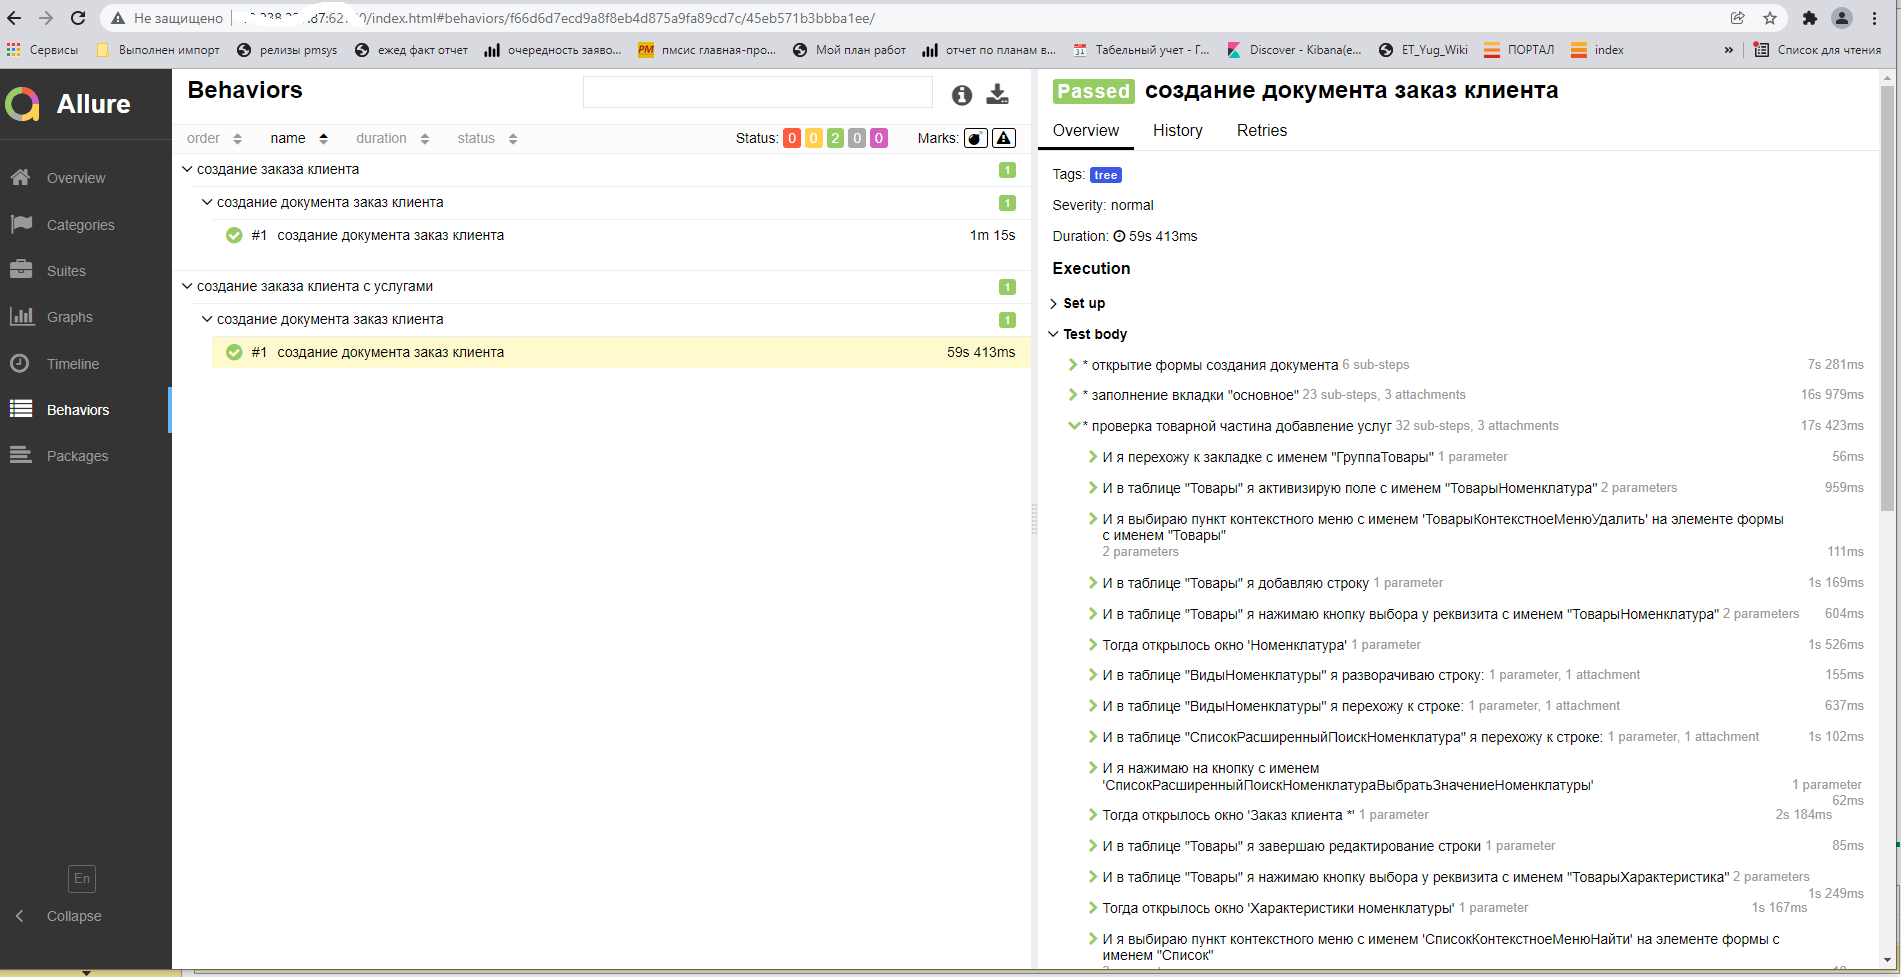 Не защищено
87:62
0/index.html#behaviors/f66d6d7ecd9a8f8eb4d875a9fa89cd7c/45eb571b3bbba1ee/
Сервисы
Выполнен импорт
релизы pmsys
ежед факт отчет
очередность заяво...
PM
пмсис главная-про...
Мой план работ
отчет по планам в...
31
Табельный учет - Г...
Discover - Kibana(e...
ET_Yug_Wiki
ПОРТАЛ
index
»
Список для чтения
Allure
Overview
Categories
Suites
Graphs
Timeline
Behaviors
Packages
En
Collapse
Behaviors
order
name
duration
status
Status: 0 0 2 0 0
Marks:
создание заказа клиента 1
создание документа заказ клиента 1
#1 создание документа заказ клиента 1m 15s
создание заказа клиента с услугами 1
создание документа заказ клиента 1
#1 создание документа заказ клиента 59s 413ms
Passed создание документа заказ клиента
Overview History Retries
Tags: tree
Severity: normal
Duration: 59s 413ms
Execution
Set up
Test body
* открытие формы создания документа 6 sub-steps 7s 281ms
* заполнение вкладки "основное" 23 sub-steps, 3 attachments 16s 979ms
* проверка товарной частина добавление услуг 32 sub-steps, 3 attachments 17s 423ms
И я перехожу к закладке с именем "ГруппаТовары" 1 parameter 56ms
И в таблице "Товары" я активизирую поле с именем "ТоварыНоменклатура" 2 parameters 959ms
И я выбираю пункт контекстного меню с именем 'ТоварыКонтекстноеМенюУдалить' на элементе формы
с именем "Товары"
2 parameters 111ms
И в таблице "Товары" я добавляю строку 1 parameter 1s 169ms
И в таблице "Товары" я нажимаю кнопку выбора у реквизита с именем "ТоварыНоменклатура" 2 parameters 604ms
Тогда открылось окно 'Номенклатура' 1 parameter 1s 526ms
И в таблице "ВидыНоменклатуры" я разворачиваю строку: 1 parameter, 1 attachment 155ms
И в таблице "ВидыНоменклатуры" я перехожу к строке: 1 parameter, 1 attachment 637ms
И в таблице "СписокРасширенныйПоискНоменклатура" я перехожу к строке: 1 parameter, 1 attachment 1s 102ms
И я нажимаю на кнопку с именем
'СписокРасширенныйПоискНоменклатураВыбратьЗначениеНоменклатуры' 1 parameter
62ms
Тогда открылось окно 'Заказ клиента *' 1 parameter 2s 184ms
И в таблице "Товары" я завершаю редактирование строки 1 parameter 85ms
И в таблице "Товары" я нажимаю кнопку выбора у реквизита с именем "ТоварыХарактеристика" 2 parameters
1s 249ms
Тогда открылось окно 'Характеристики номенклатуры' 1 parameter 1s 167ms
И я выбираю пункт контекстного меню с именем 'СписокКонтекстноеМенюНайти' на элементе формы с
именем "Список"